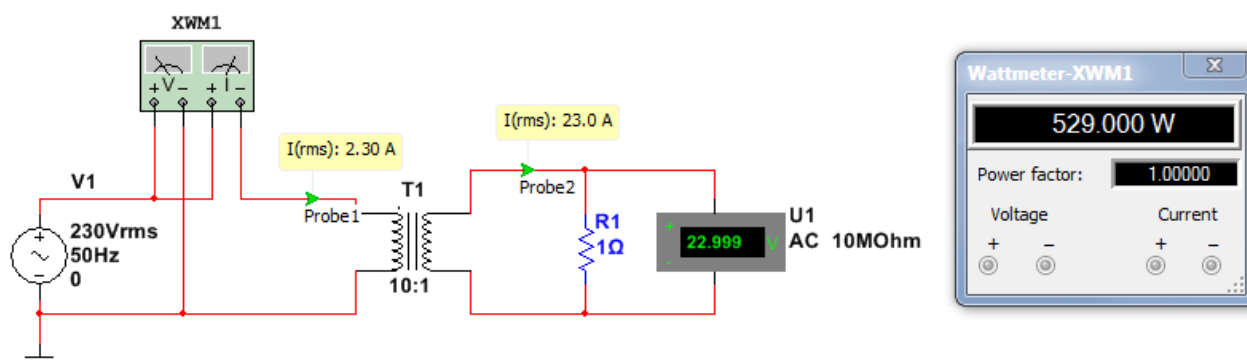 XWM1
V
I
+ - + -
I(rms): 2.30 A
I(rms): 23.0 A
V1
Probe1
T1
Probe2
+
230Vrms
50Hz
0
10:1
R1
1Ω
+
22.999 V
-
U1
AC 10MOhm
Wattmeter-XWM1
529.000 W
Power factor:
1.00000
Voltage
Current
+ - + -